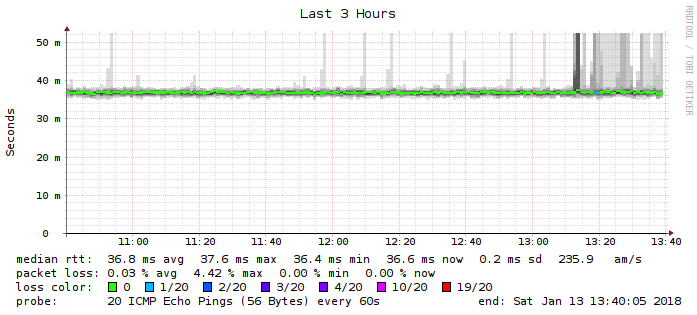 Last 3 Hours
RRDTOOL / TOBI OETIKER
Seconds
50 m
40 m
30 m
20 m
10 m
0
11:00 11:20 11:40 12:00 12:20 12:40 13:00 13:20 13:40
median rtt: 36.8 ms avg 37.6 ms max 36.4 ms min 36.6 ms now 0.2 ms sd 235.9 am/s
packet loss: 0.03 % avg 4.42 % max 0.00 % min 0.00 % now
loss color: 0 1/20 2/20 3/20 4/20 10/20 19/20
probe: 20 ICMP Echo Pings (56 Bytes) every 60s end: Sat Jan 13 13:40:05 2018